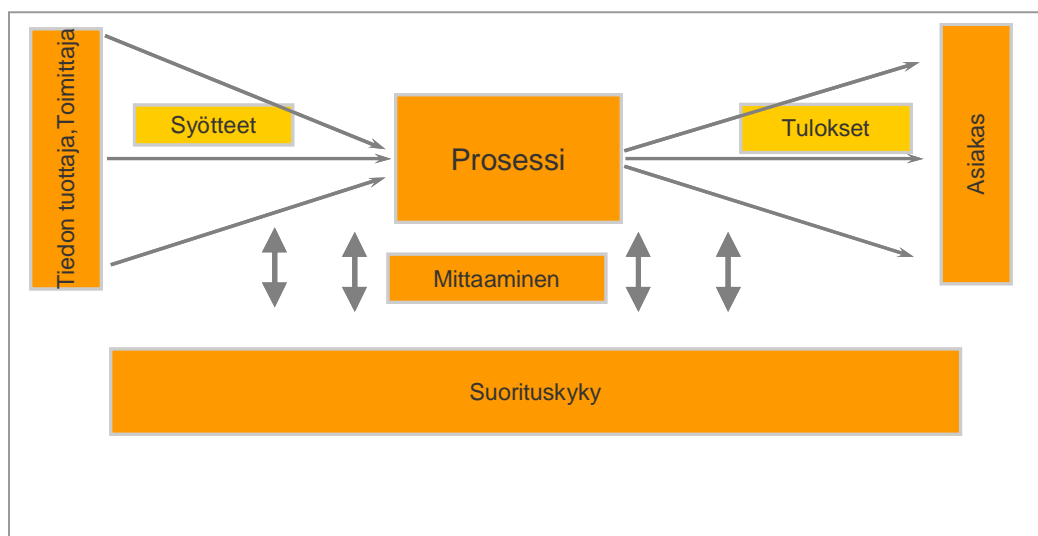 Tiedon tuottaja,Toimittaja
Syötteet
Prosessi
Tulokset
Asiakas
Mittaaminen
Suorituskyky